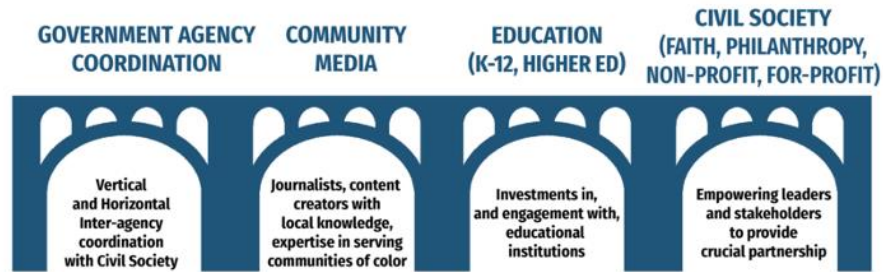 GOVERNMENT AGENCY
COORDINATION
COMMUNITY
MEDIA
EDUCATION
(K-12, HIGHER ED)
CIVIL SOCIETY
(FAITH, PHILANTHROPY,
NON-PROFIT, FOR-PROFIT)
Vertical
and Horizontal
Inter-agency
coordination
with Civil Society
Journalists, content
creators with
local knowledge,
expertise in serving
communities of color
Investments in,
and engagement with,
educational
institutions
Empowering leaders
and stakeholders
to provide
crucial partnership